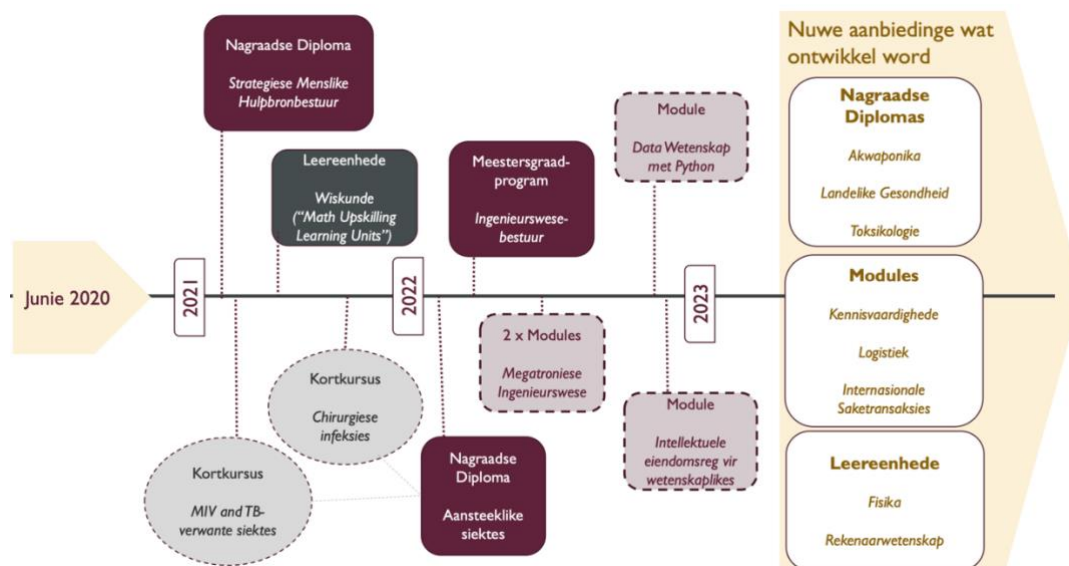 Nuwe aanbiedinge wat
ontwikkel word
Nagraadse Diploma
Strategiese Menslike
Hulpbronbestuur
Leereenhede
Wiskunde
(“Math Upskilling
Learning Units”)
Meestersgraad-
program
Ingenieurswese-
bestuur
Module
Data Wetenskap
met Python
Nagraadse
Diplomas
Akwaponika
Landelike Gesondheid
Toksikologie
Junie 2020
2021
2022
2023
Modules
Kennisvaardighede
Logistiek
Internasionale
Saketransaksies
Kortkursus
MIV and TB-
verwante siektes
Kortkursus
Chirurgiese
infeksies
Nagraadse
Diploma
Aansteeklike
siektes
2 x Modules
Megatroniese
Ingenieurswese
Module
Intellektuele
eiendomsreg vir
wetenskaplikes
Leereenhede
Fisika
Rekenaarwetenskap